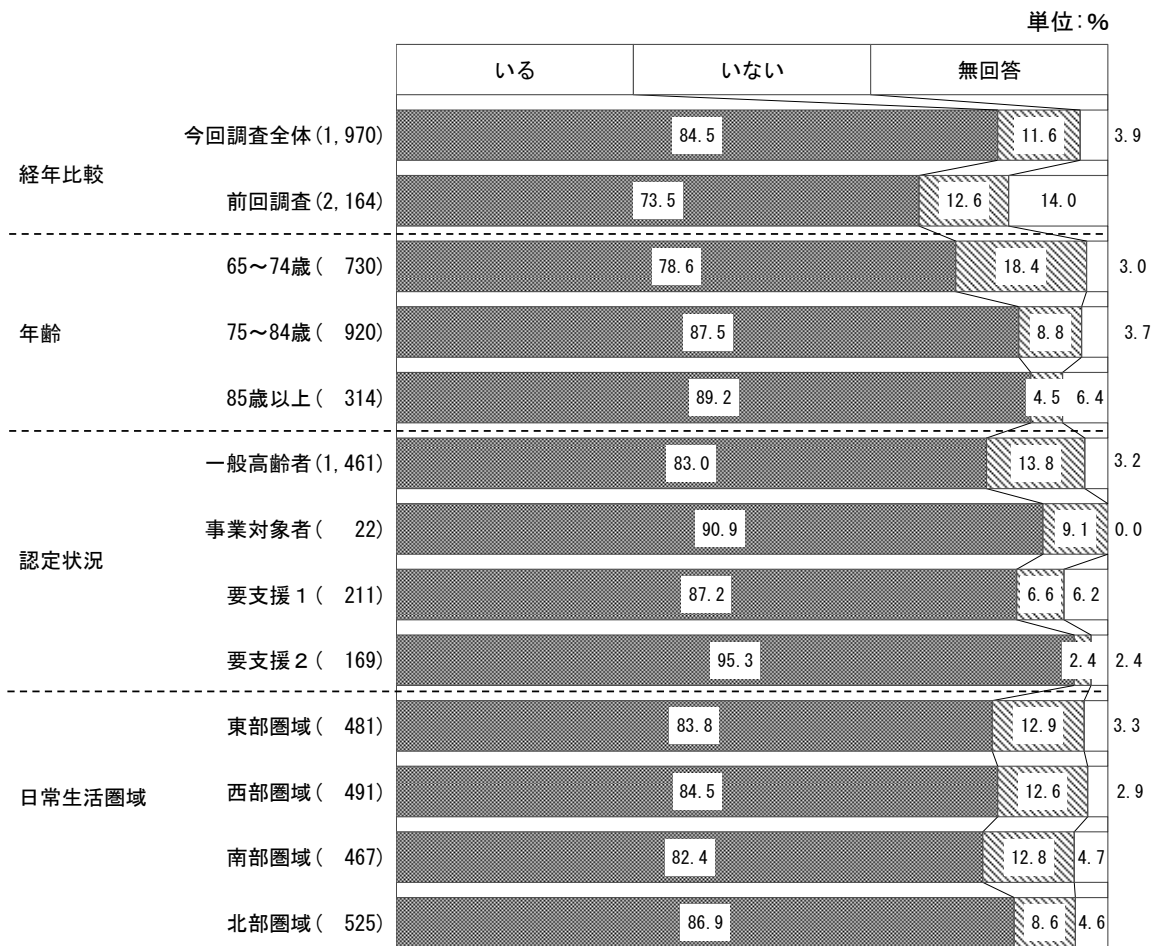 単位:%
いる いない 無回答
経年比較
今回調査全体(1,970) 84.5 11.6 3.9
前回調査(2,164) 73.5 12.6 14.0
年齢
65～74歳( 730) 78.6 18.4 3.0
75～84歳( 920) 87.5 8.8 3.7
85歳以上( 314) 89.2 4.5 6.4
認定状況
一般高齢者(1,461) 83.0 13.8 3.2
事業対象者( 22) 90.9 9.1 0.0
要支援１( 211) 87.2 6.6 6.2
要支援２( 169) 95.3 2.4 2.4
日常生活圏域
東部圏域( 481) 83.8 12.9 3.3
西部圏域( 491) 84.5 12.6 2.9
南部圏域( 467) 82.4 12.8 4.7
北部圏域( 525) 86.9 8.6 4.6